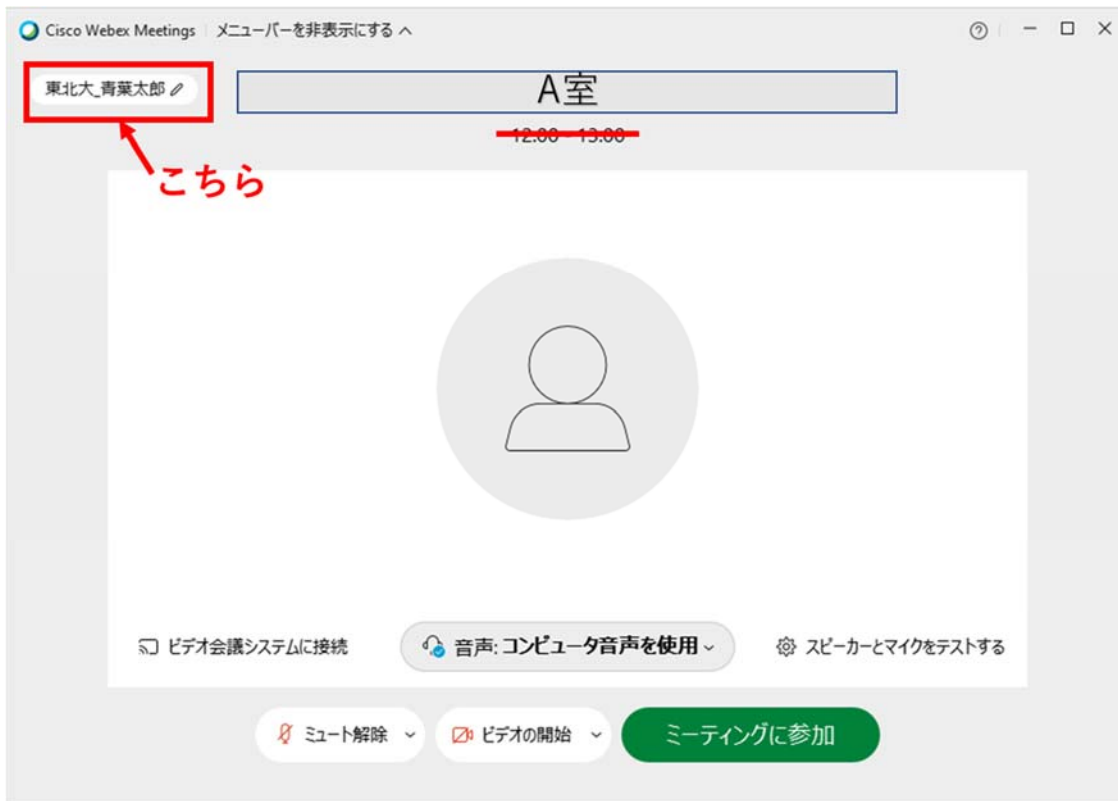 Cisco Webex Meetings メニューバーを非表示にする
東北大_青葉太郎
A室
12:00 - 13:00
こちら
ビデオ会議システムに接続 音声: コンピュータ音声を使用 スピーカーとマイクをテストする
ミュート解除 ビデオの開始 ミーティングに参加